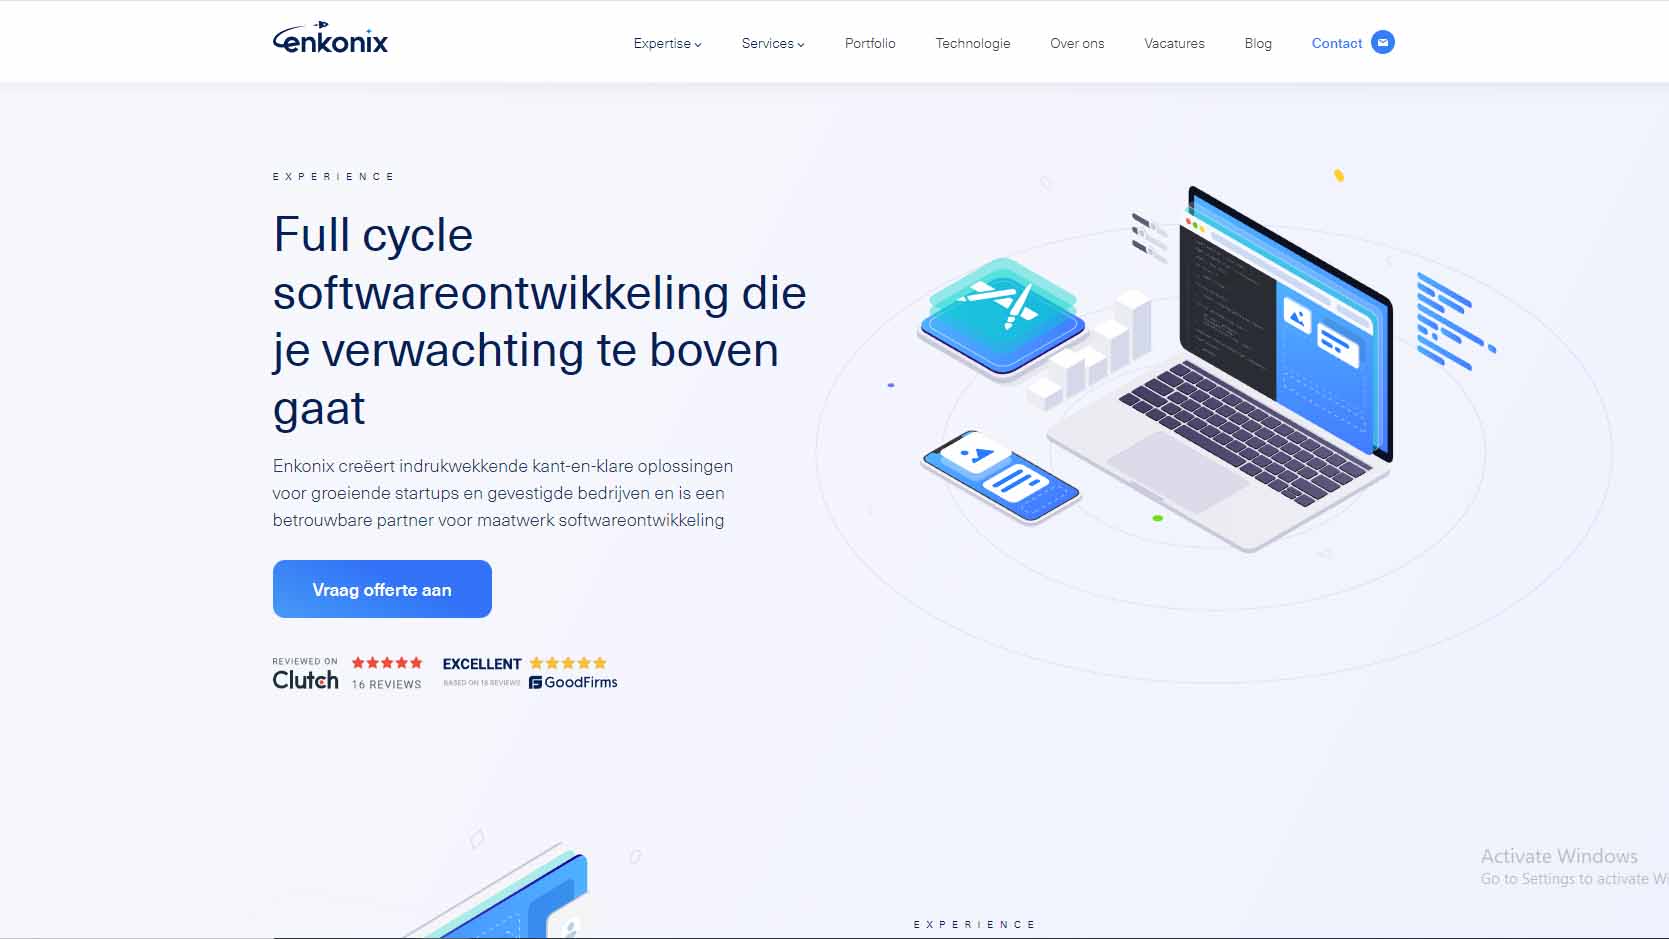 enkonix
Expertise Services Portfolio Technologie Over ons Vacatures Blog Contact
EXPERIENCE
Full cycle
softwareontwikkeling die
je verwachting te boven
gaat
Enkonix creëert indrukwekkende kant-en-klare oplossingen
voor groeiende startups en gevestigde bedrijven en is een
betrouwbare partner voor maatwerk softwareontwikkeling
Vraag offerte aan
REVIEWED ON
Clutch
16 REVIEWS
EXCELLENT
BASED ON 16 REVIEWS
GoodFirms
Activate Windows
Go to Settings to activate
EXPERIENCE